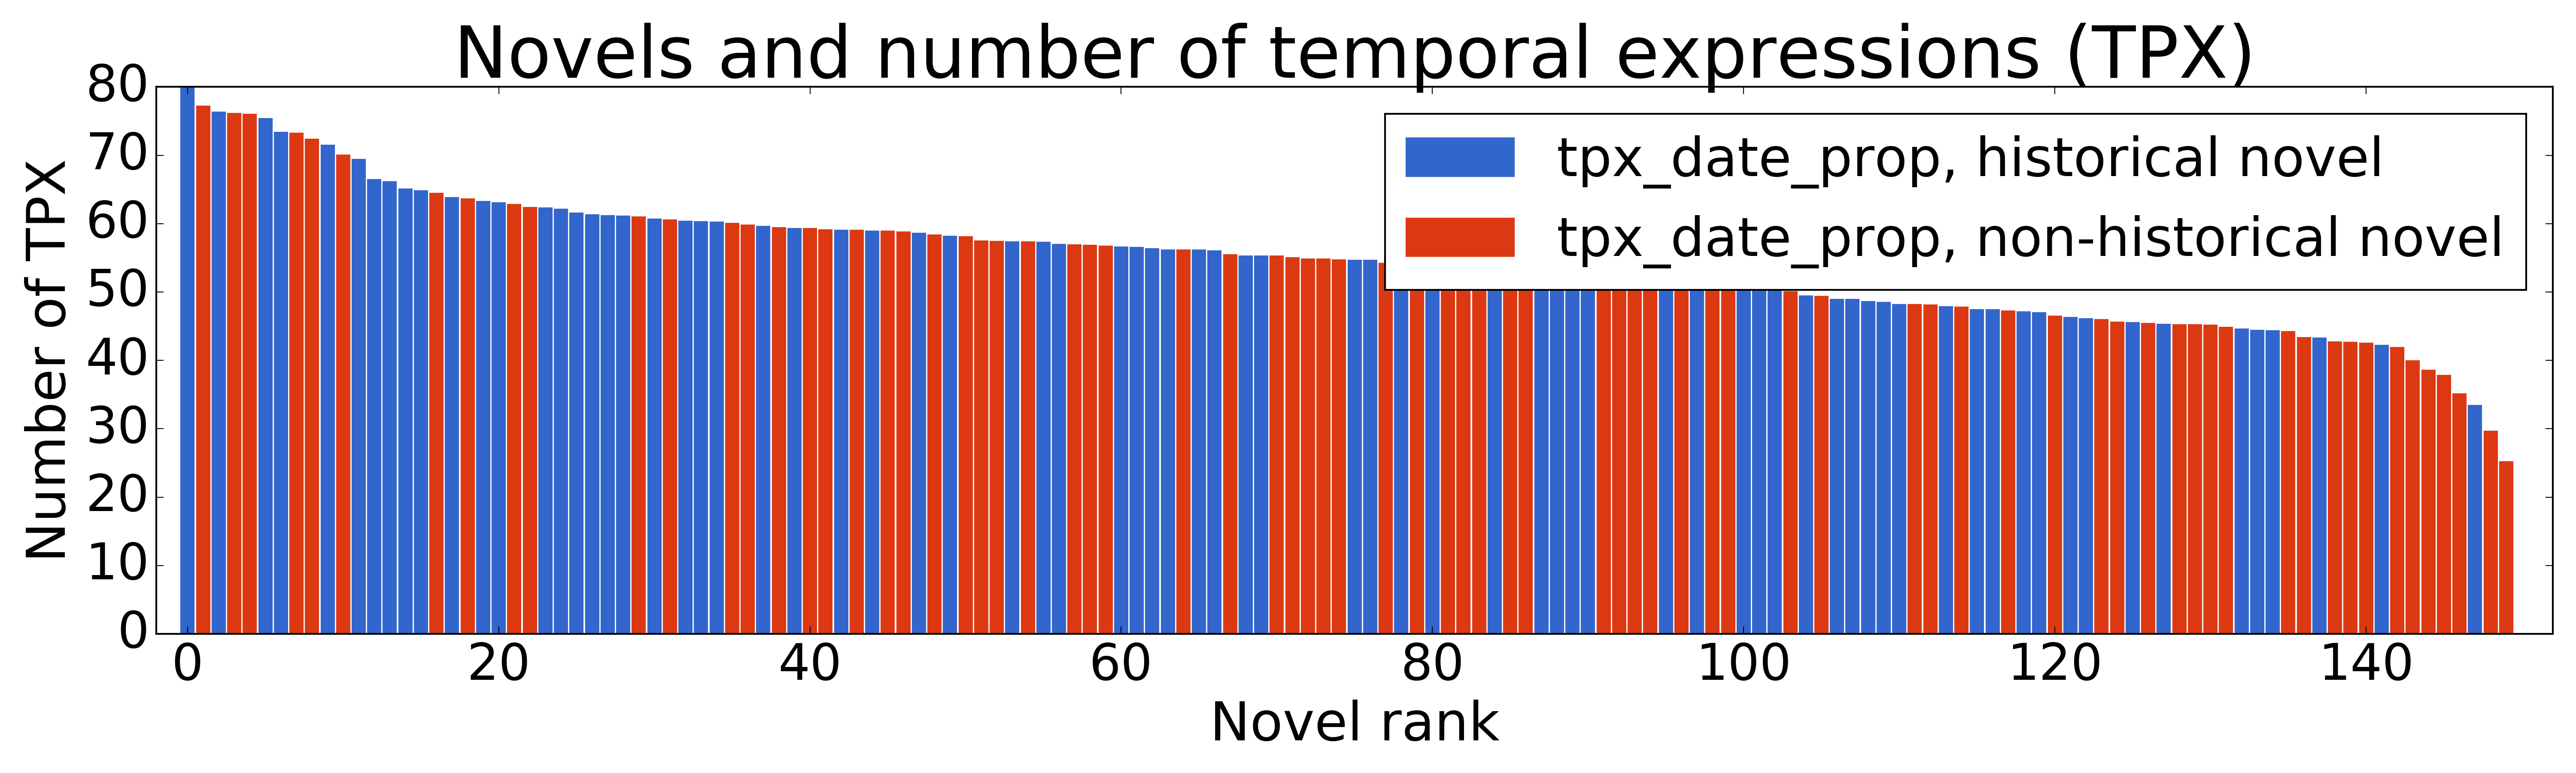 Novels and number of temporal expressions (TPX)
80
70
60
50
40
30
20
10
0
Number of TPX
tpx_date_prop, historical novel
tpx_date_prop, non-historical novel
0 20 40 60 80 100 120 140
Novel rank